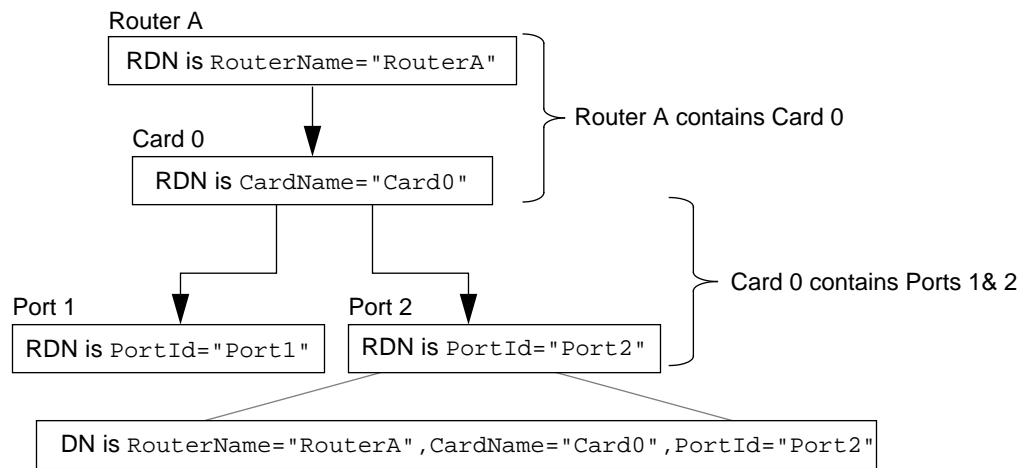 Router A
RDN is RouterName="RouterA"
Router A contains Card 0
Card 0
RDN is CardName="Card0"
Card 0 contains Ports 1& 2
Port 1
RDN is PortId="Port1"
Port 2
RDN is PortId="Port2"
DN is RouterName="RouterA",CardName="Card0",PortId="Port2"